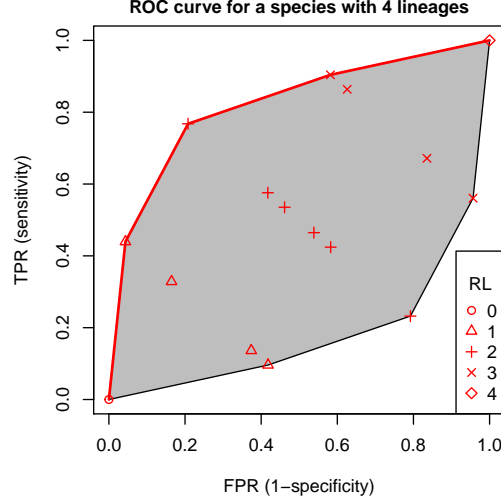 ROC curve for a species with 4 lineages
1.0
0.8
0.6
0.4
0.2
0.0
TPR (sensitivity)
RL
0
1
2
3
4
0.0 0.2 0.4 0.6 0.8 1.0
FPR (1−specificity)